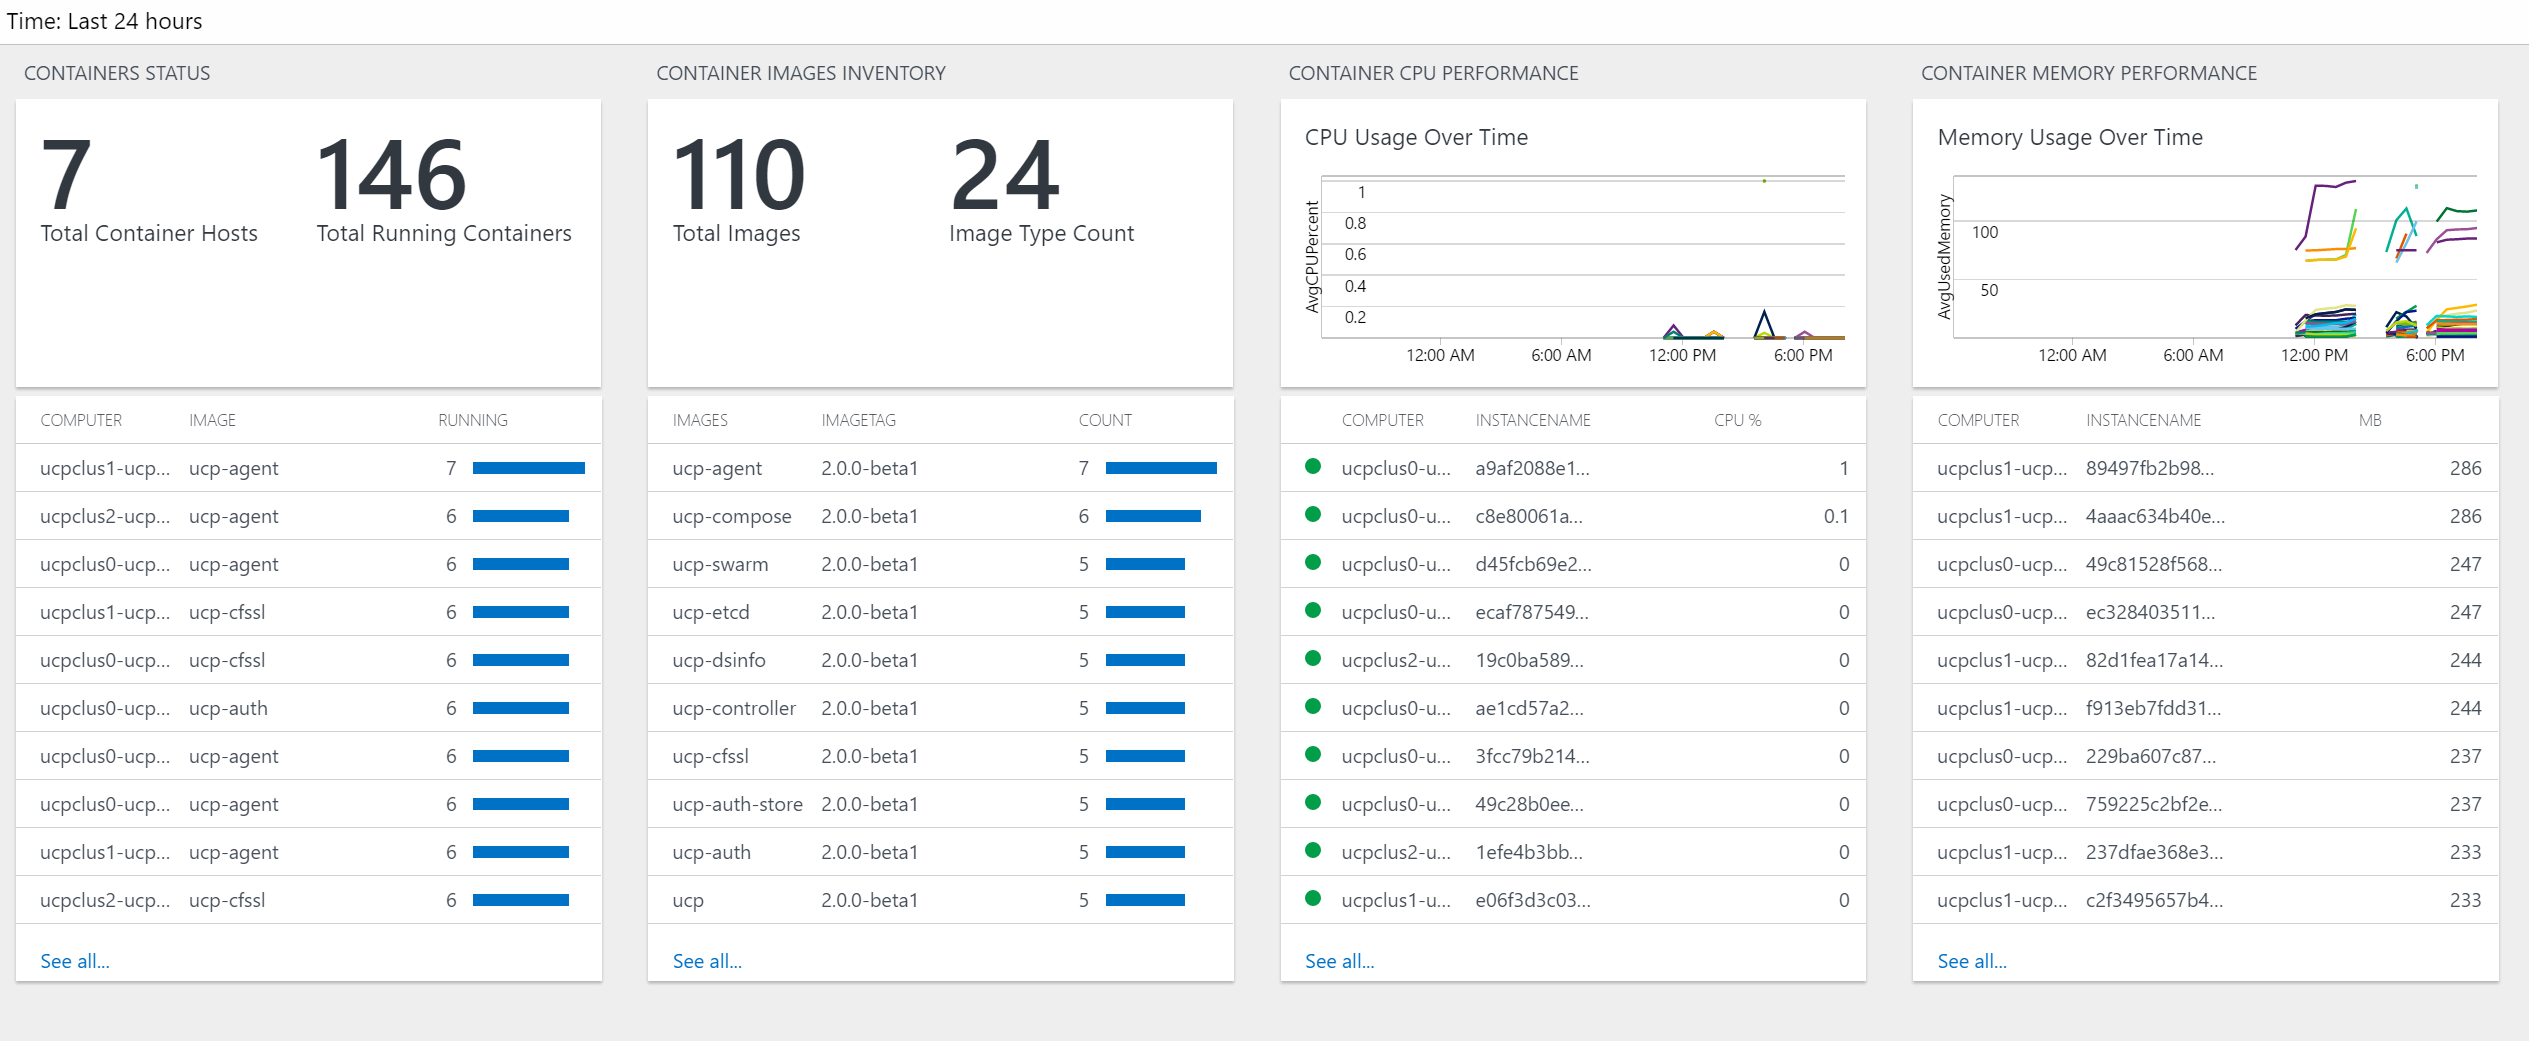 Time: Last 24 hours
CONTAINERS STATUS
7
Total Container Hosts
146
Total Running Containers
COMPUTER IMAGE RUNNING
ucpclus1-ucp... ucp-agent 7
ucpclus2-ucp... ucp-agent 6
ucpclus0-ucp... ucp-agent 6
ucpclus1-ucp... ucp-cfssl 6
ucpclus0-ucp... ucp-cfssl 6
ucpclus0-ucp... ucp-auth 6
ucpclus0-ucp... ucp-agent 6
ucpclus0-ucp... ucp-agent 6
ucpclus1-ucp... ucp-agent 6
ucpclus2-ucp... ucp-cfssl 6
See all...
CONTAINER IMAGES INVENTORY
110
Total Images
24
Image Type Count
IMAGES IMAGETAG COUNT
ucp-agent 2.0.0-beta1 7
ucp-compose 2.0.0-beta1 6
ucp-swarm 2.0.0-beta1 5
ucp-etcd 2.0.0-beta1 5
ucp-dsinfo 2.0.0-beta1 5
ucp-controller 2.0.0-beta1 5
ucp-cfssl 2.0.0-beta1 5
ucp-auth-store 2.0.0-beta1 5
ucp-auth 2.0.0-beta1 5
ucp 2.0.0-beta1 5
See all...
CONTAINER CPU PERFORMANCE
CPU Usage Over Time
AvgCPUPercent
1
0.8
0.6
0.4
0.2
12:00 AM 6:00 AM 12:00 PM 6:00 PM
COMPUTER INSTANCENAME CPU %
ucpclus0-u... a9af2088e1... 1
ucpclus0-u... c8e80061a... 0.1
ucpclus0-u... d45fcb69e2... 0
ucpclus0-u... ecaf787549... 0
ucpclus2-u... 19c0ba589... 0
ucpclus0-u... ae1cd57a2... 0
ucpclus0-u... 3fcc79b214... 0
ucpclus0-u... 49c28b0ee... 0
ucpclus2-u... 1efe4b3bb... 0
ucpclus1-u... e06f3d3c03... 0
See all...
CONTAINER MEMORY PERFORMANCE
Memory Usage Over Time
AvgUsedMemory
100
50
12:00 AM 6:00 AM 12:00 PM 6:00 PM
COMPUTER INSTANCENAME MB
ucpclus1-ucp... 89497fb2b98... 286
ucpclus1-ucp... 4aaac634b40e... 286
ucpclus0-ucp... 49c81528f568... 247
ucpclus0-ucp... ec328403511... 247
ucpclus1-ucp... 82d1fea17a14... 244
ucpclus1-ucp... f913eb7fdd31... 244
ucpclus0-ucp... 229ba607c87... 237
ucpclus0-ucp... 759225c2bf2e... 237
ucpclus1-ucp... 237dfae368e3... 233
ucpclus1-ucp... c2f3495657b4... 233
See all...